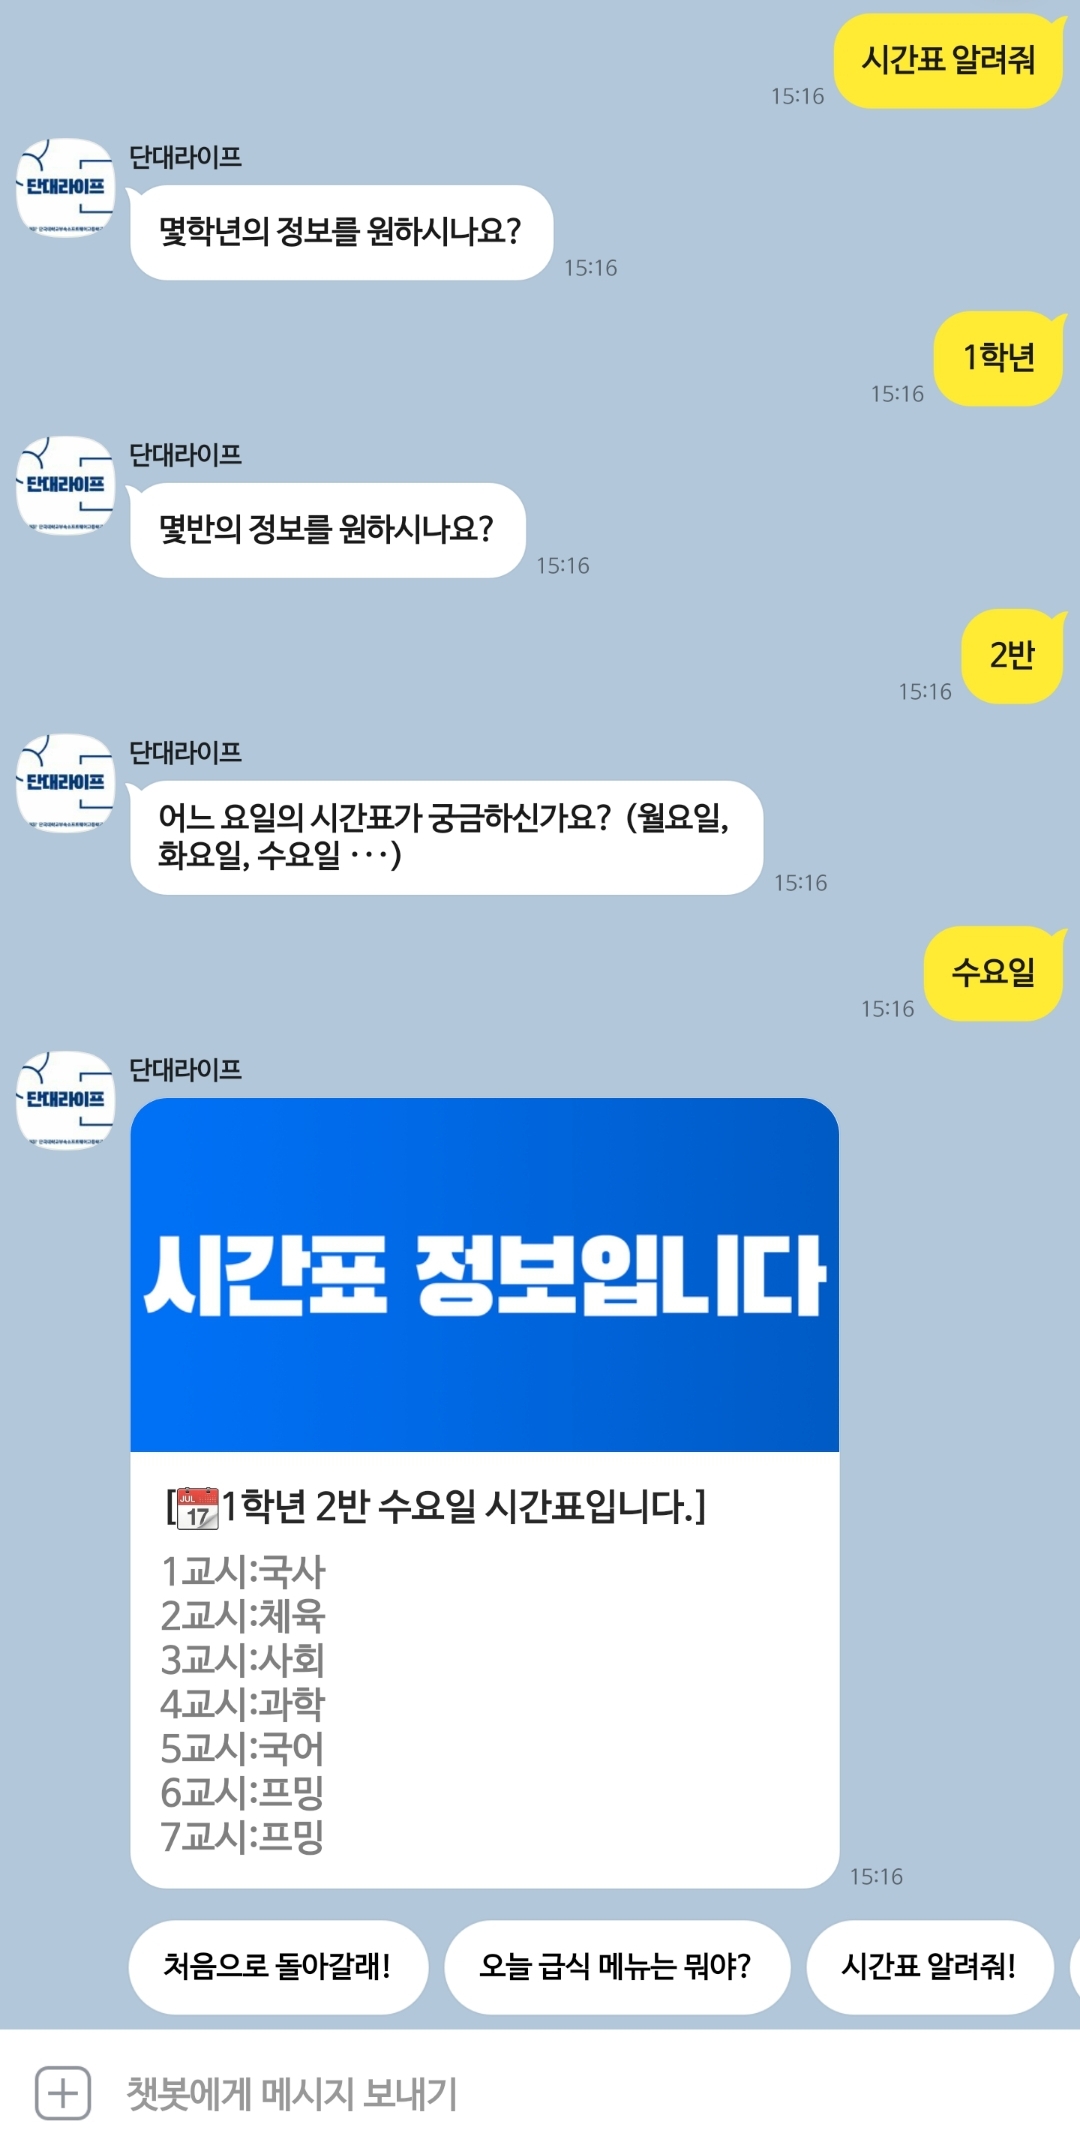 시간표 알려줘
15:16
단대라이프
단대라이프
몇학년의 정보를 원하시나요?
15:16
1학년
15:16
단대라이프
단대라이프
몇반의 정보를 원하시나요?
15:16
2반
15:16
단대라이프
단대라이프
어느 요일의 시간표가 궁금하신가요? (월요일,
화요일, 수요일 ···)
15:16
수요일
15:16
단대라이프
단대라이프
시간표 정보입니다
[📅1학년 2반 수요일 시간표입니다.]
JUL
17
1교시:국사
2교시:체육
3교시:사회
4교시:과학
5교시:국어
6교시:프밍
7교시:프밍
15:16
처음으로 돌아갈래!
오늘 급식 메뉴는 뭐야?
시간표 알려줘!
챗봇에게 메시지 보내기